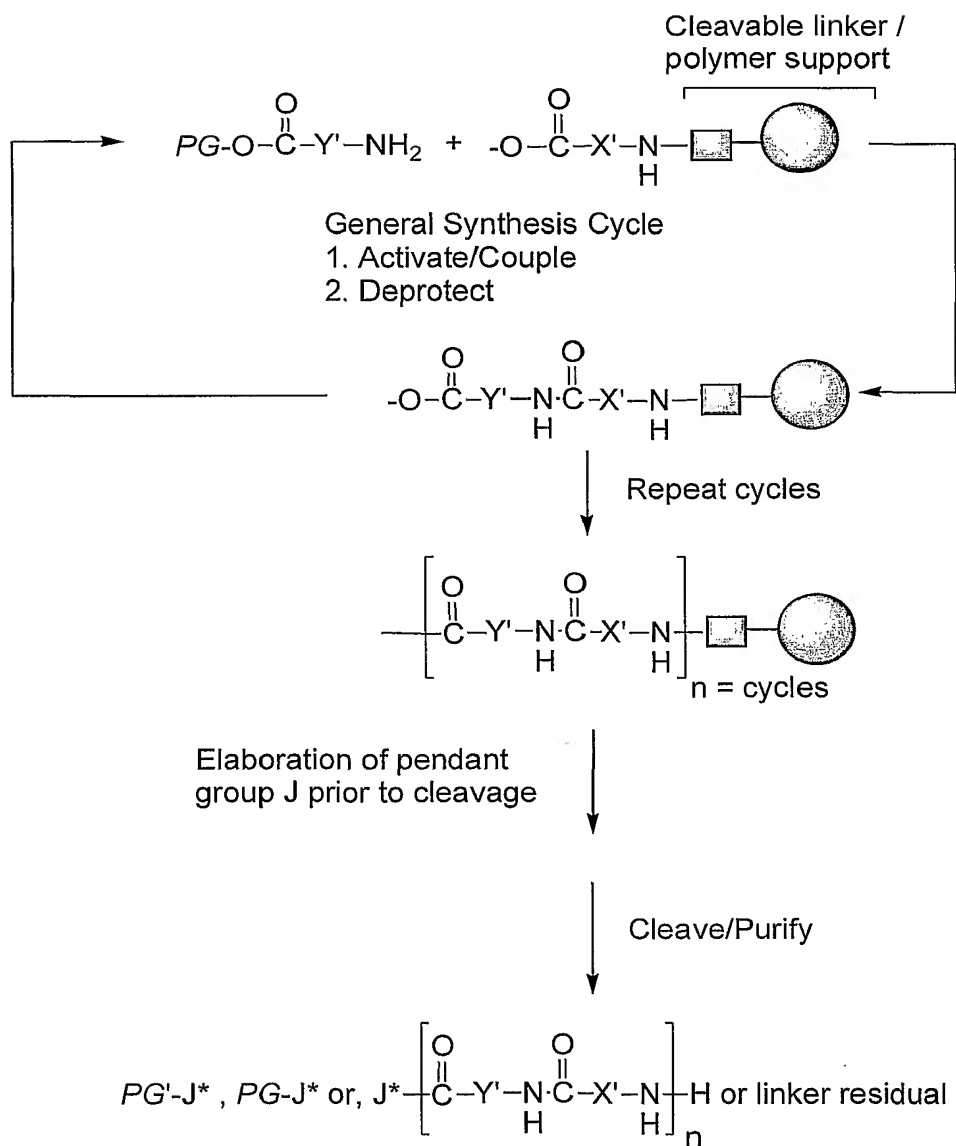 Cleavable linker /
polymer support
PG-O-C(=O)-Y'-NH₂ + -O-C(=O)-X'-N(H)-
General Synthesis Cycle
1. Activate/Couple
2. Deprotect
-O-C(=O)-Y'-N(H)-C(=O)-X'-N(H)-
Repeat cycles
[C(=O)-Y'-N(H)-C(=O)-X'-N(H)]
n = cycles
Elaboration of pendant
group J prior to cleavage
Cleave/Purify
PG'-J* , PG-J* or, J*-[C(=O)-Y'-N(H)-C(=O)-X'-N(H)]n-H or linker residual